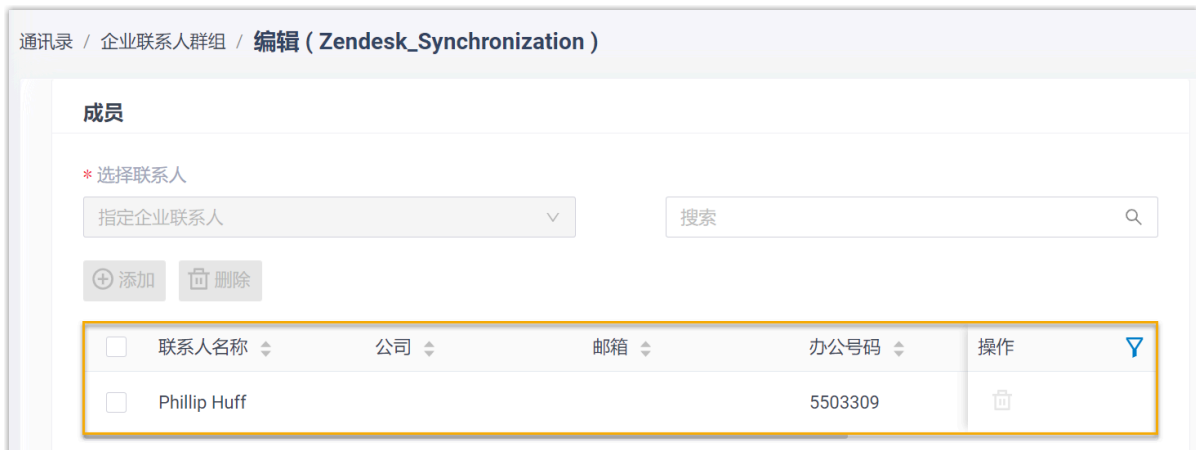 通讯录 / 企业联系人群组 / 编辑 ( Zendesk_Synchronization )
成员
* 选择联系人
指定企业联系人 搜索
添加 删除
联系人名称 公司 邮箱 办公号码 操作
Phillip Huff 5503309